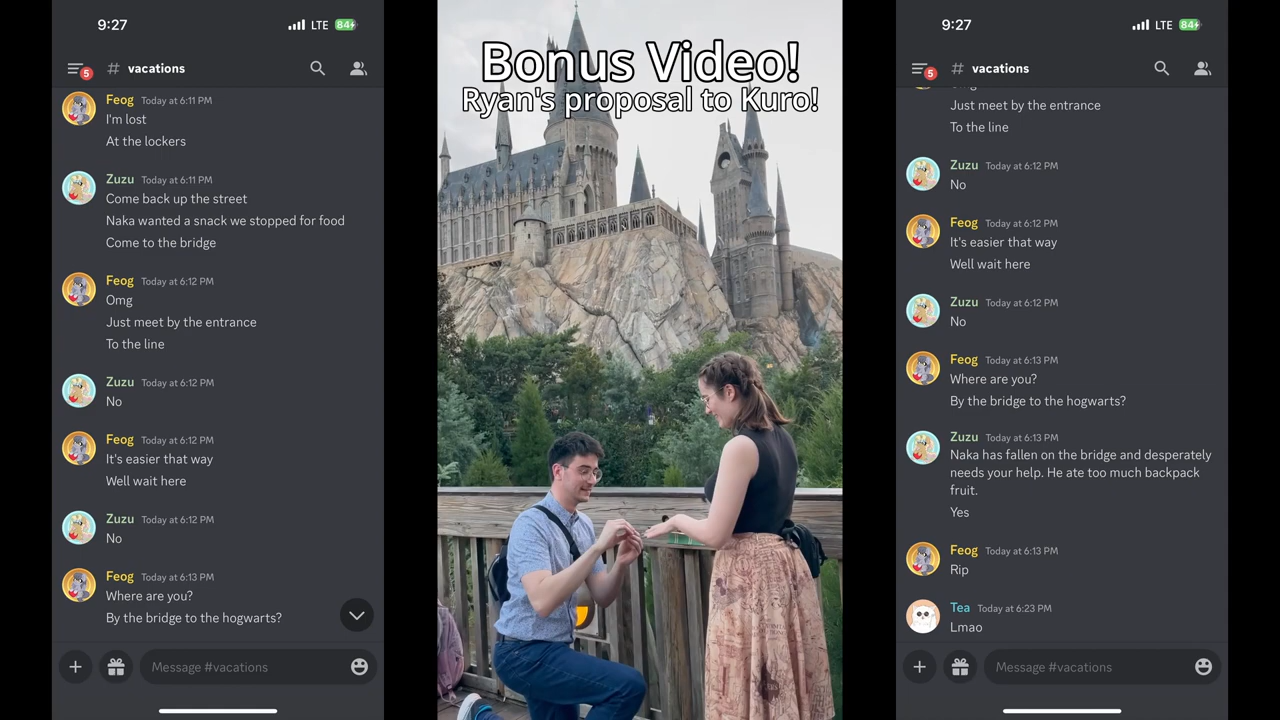 9:27
LTE
84
5
# vacations
Feog Today at 6:11 PM
I'm lost
At the lockers
Zuzu Today at 6:11 PM
Come back up the street
Naka wanted a snack we stopped for food
Come to the bridge
Feog Today at 6:12 PM
Omg
Just meet by the entrance
To the line
Zuzu Today at 6:12 PM
No
Feog Today at 6:12 PM
It's easier that way
Well wait here
Zuzu Today at 6:12 PM
No
Feog Today at 6:13 PM
Where are you?
By the bridge to the hogwarts?
Message #vacations
Bonus Video!
Ryan's proposal to Kuro!
9:27
LTE
84
5
# vacations
Omg
Just meet by the entrance
To the line
Zuzu Today at 6:12 PM
No
Feog Today at 6:12 PM
It's easier that way
Well wait here
Zuzu Today at 6:12 PM
No
Feog Today at 6:13 PM
Where are you?
By the bridge to the hogwarts?
Zuzu Today at 6:13 PM
Naka has fallen on the bridge and desperately
needs your help. He ate too much backpack
fruit.
Yes
Feog Today at 6:13 PM
Rip
Tea Today at 6:23 PM
Lmao
Message #vacations